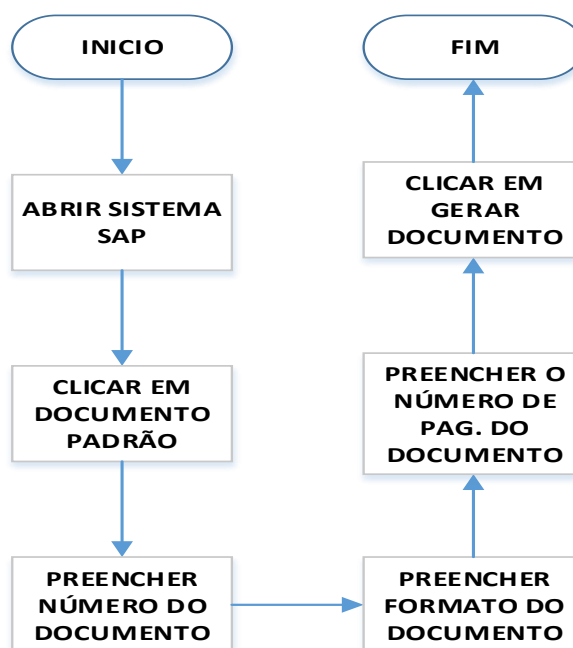 INICIO
ABRIR SISTEMA
SAP
CLICAR EM
DOCUMENTO
PADRÃO
PREENCHER
NÚMERO DO
DOCUMENTO
PREENCHER
FORMATO DO
DOCUMENTO
PREENCHER O
NÚMERO DE
PAG. DO
DOCUMENTO
CLICAR EM
GERAR
DOCUMENTO
FIM